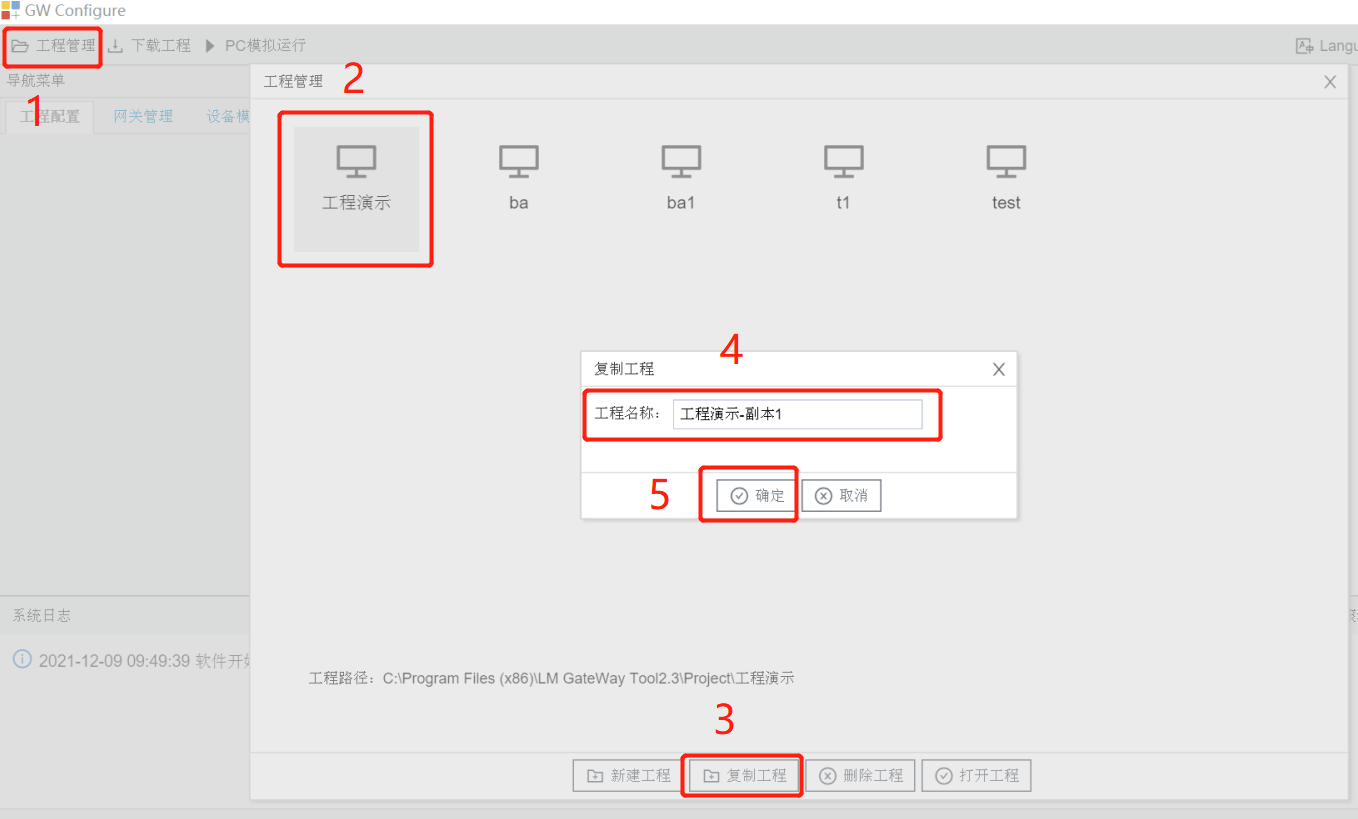 GW Configure
工程管理 下载工程 PC模拟运行 Langu
导航菜单
1
工程配置 网关管理 设备模
工程管理 2
工程演示 ba ba1 t1 test
4
复制工程
工程名称： 工程演示-副本1
5 确定 取消
系统日志
2021-12-09 09:49:39 软件开始
工程路径：C:\Program Files (x86)\LM GateWay Tool2.3\Project\工程演示
3
新建工程 复制工程 删除工程 打开工程